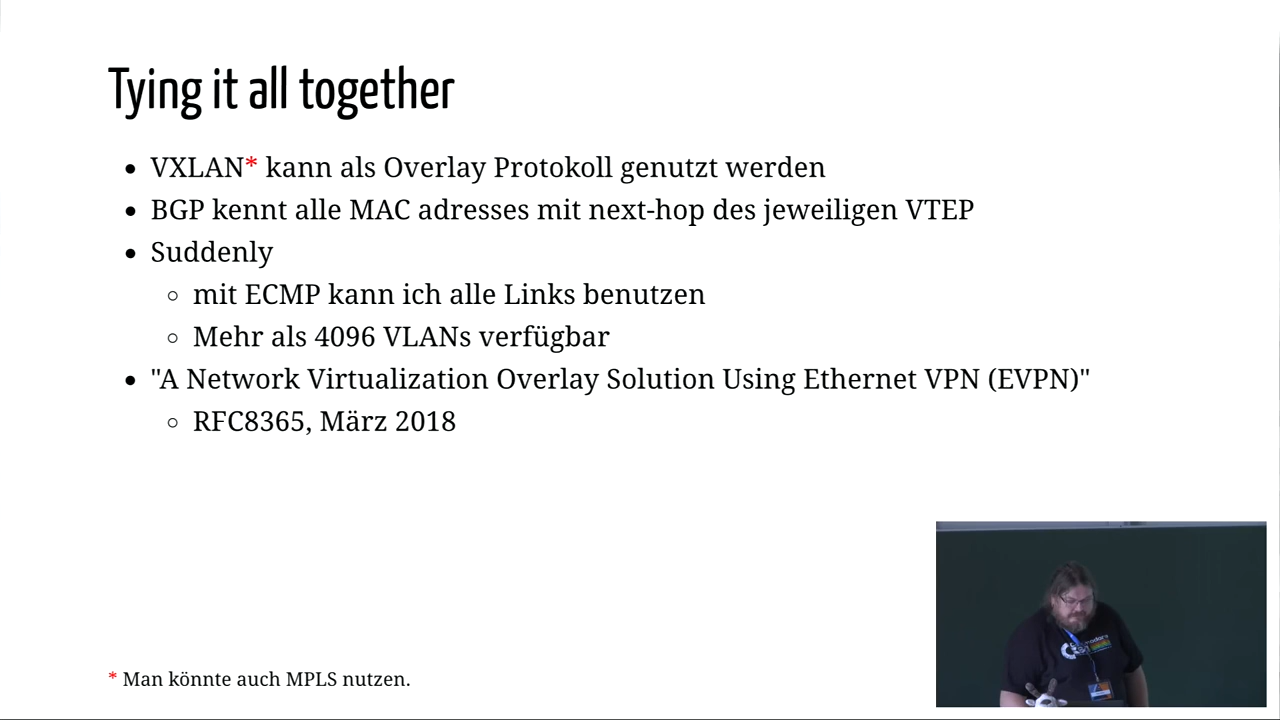 Tying it all together
• VXLAN* kann als Overlay Protokoll genutzt werden
• BGP kennt alle MAC adresses mit next-hop des jeweiligen VTEP
• Suddenly
◦ mit ECMP kann ich alle Links benutzen
◦ Mehr als 4096 VLANs verfügbar
• "A Network Virtualization Overlay Solution Using Ethernet VPN (EVPN)"
◦ RFC8365, März 2018
* Man könnte auch MPLS nutzen.